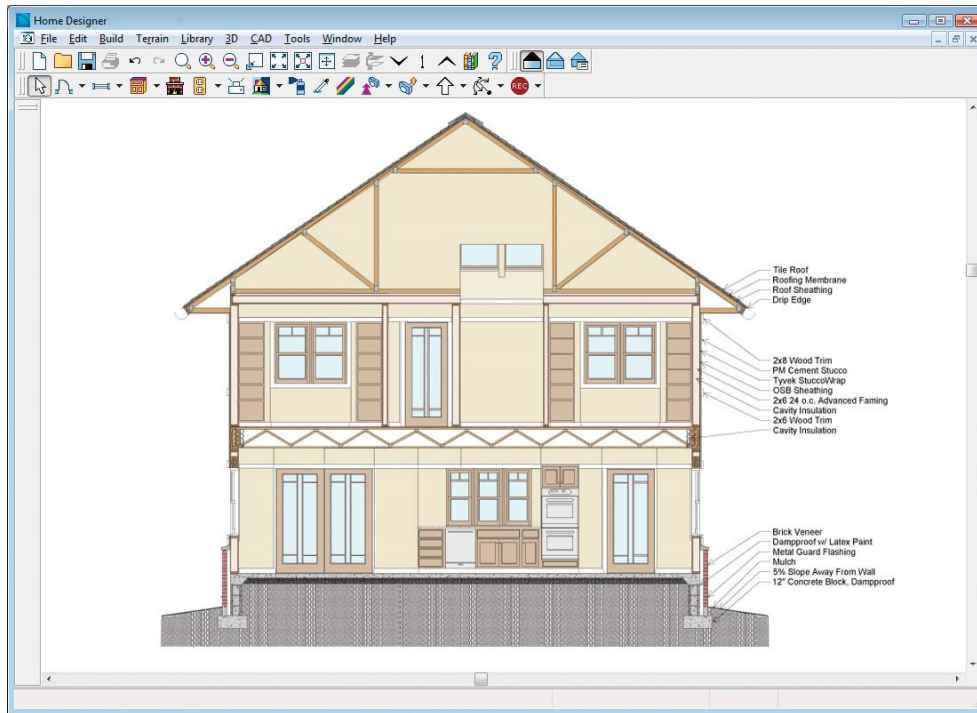 Home Designer
File Edit Build Terrain Library 3D CAD Tools Window Help
1
REC
Tile Roof
Roofing Membrane
Roof Sheathing
Drip Edge
2x8 Wood Trim
PM Cement Stucco
Tyvek StuccoWrap
OSB Sheathing
2x6 24 o.c. Advanced Faming
Cavity Insulation
2x6 Wood Trim
Cavity Insulation
Brick Veneer
Dampproof w/ Latex Paint
Metal Guard Flashing
Mulch
5% Slope Away From Wall
12" Concrete Block, Dampproof